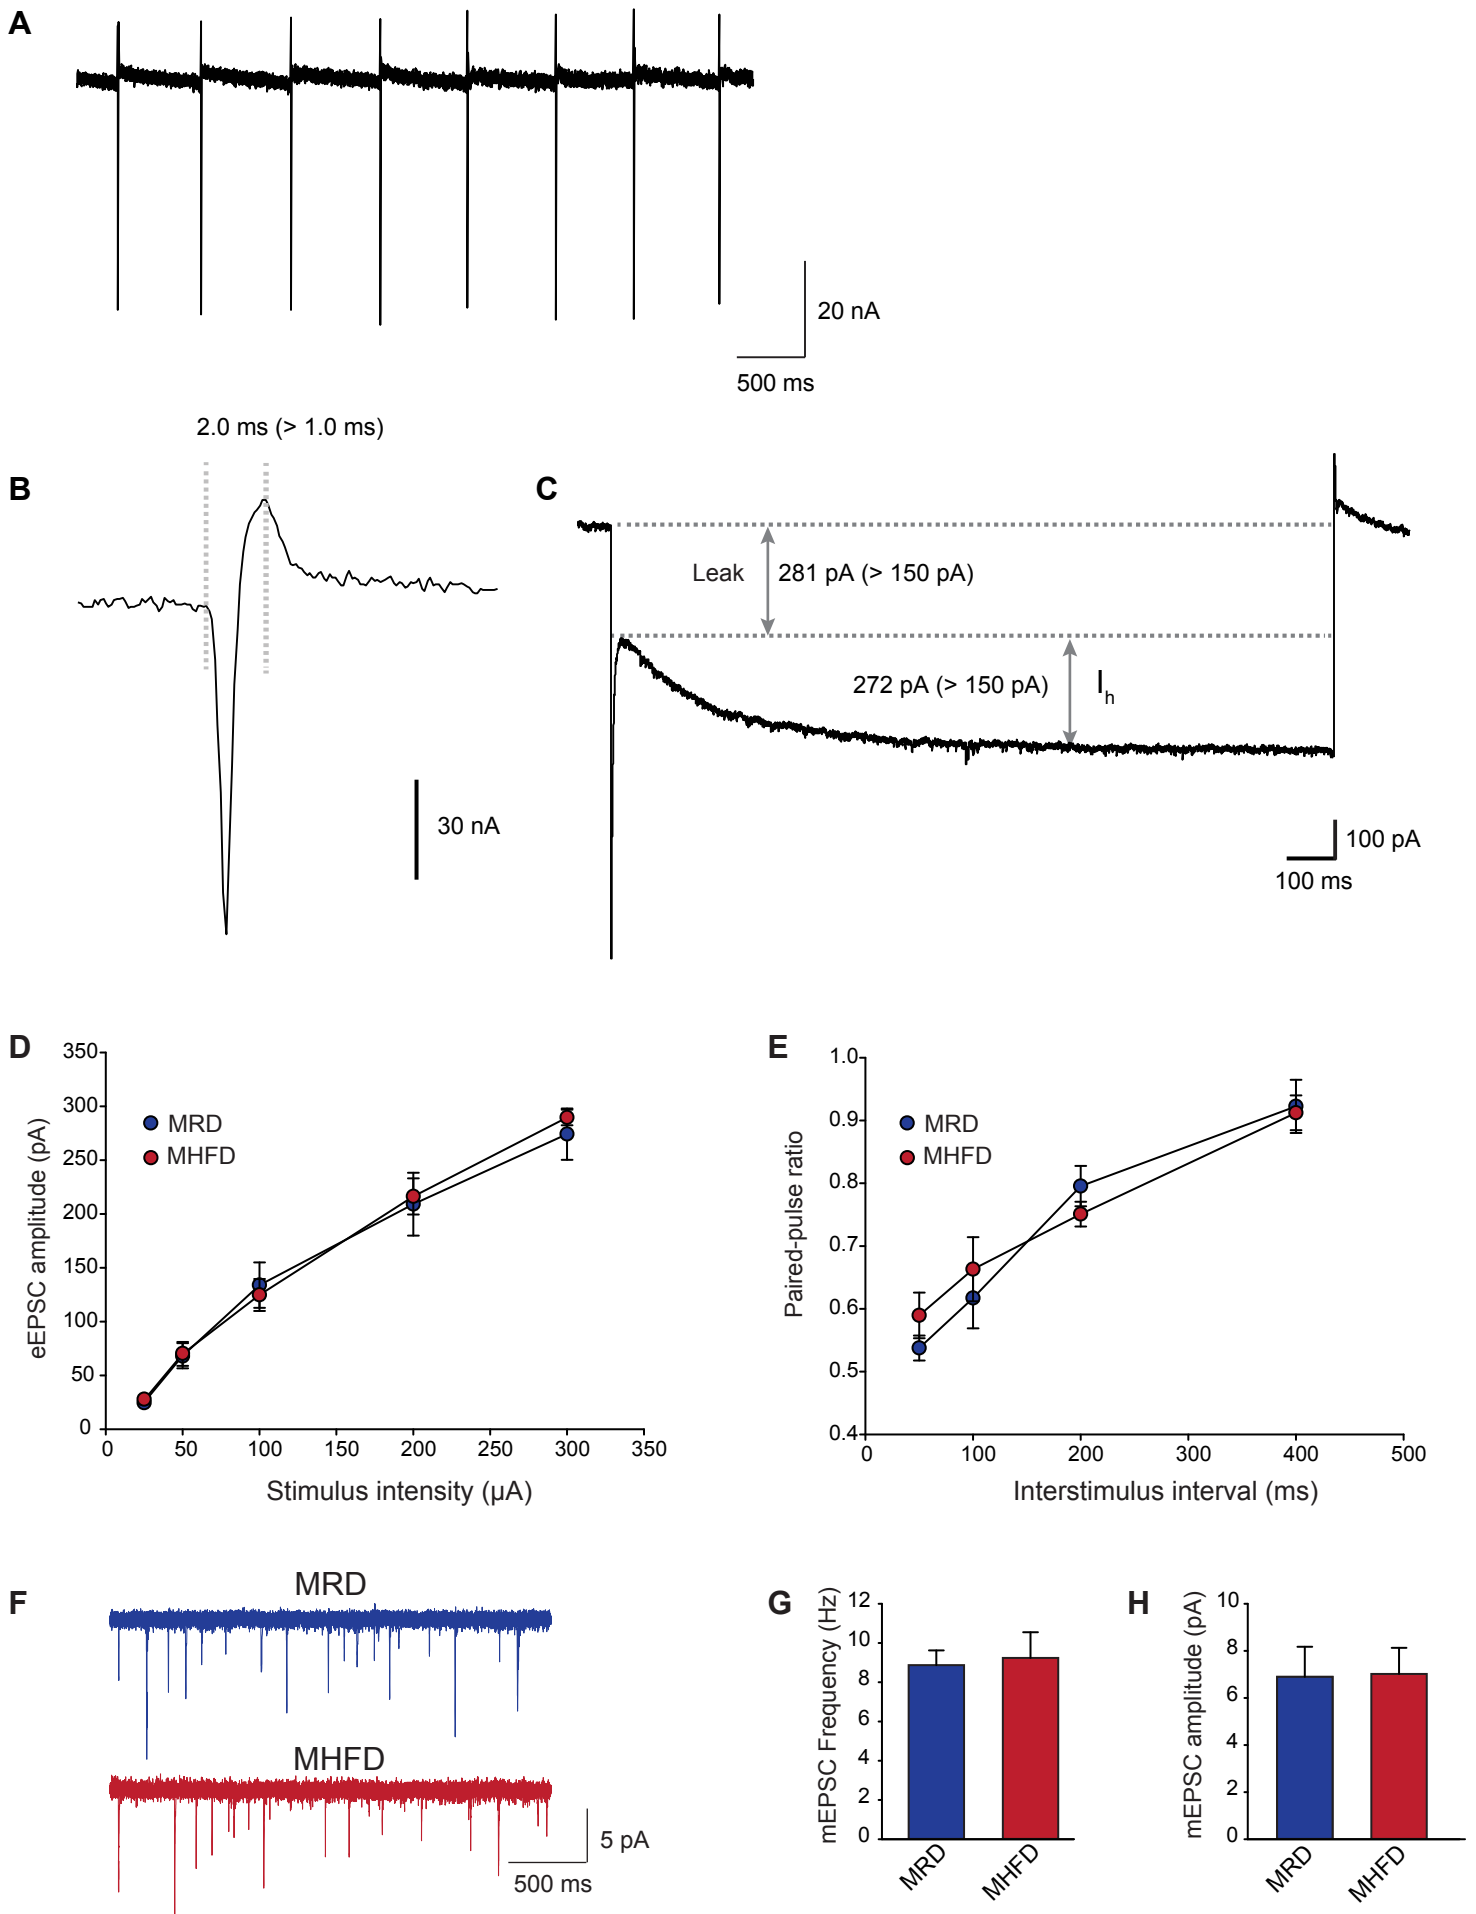 A
20 nA
500 ms
2.0 ms (> 1.0 ms)
B
30 nA
C
Leak
281 pA (> 150 pA)
272 pA (> 150 pA)
Ih
100 pA
100 ms
D
eEPSC amplitude (pA)
350
300
250
200
150
100
50
0
MRD
MHFD
0 50 100 150 200 250 300 350
Stimulus intensity (µA)
E
Paired-pulse ratio
1.0
0.9
0.8
0.7
0.6
0.5
0.4
MRD
MHFD
0 100 200 300 400 500
Interstimulus interval (ms)
F
MRD
MHFD
5 pA
500 ms
G
mEPSC Frequency (Hz)
12
10
8
6
4
2
0
MRD
MHFD
H
mEPSC amplitude (pA)
10
8
6
4
2
0
MRD
MHFD